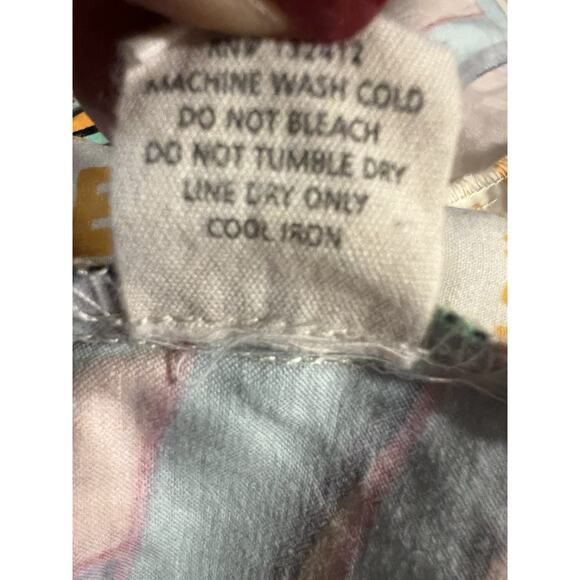 RN# 132412
MACHINE WASH COLD
DO NOT BLEACH
DO NOT TUMBLE DRY
LINE DRY ONLY
COOL IRON